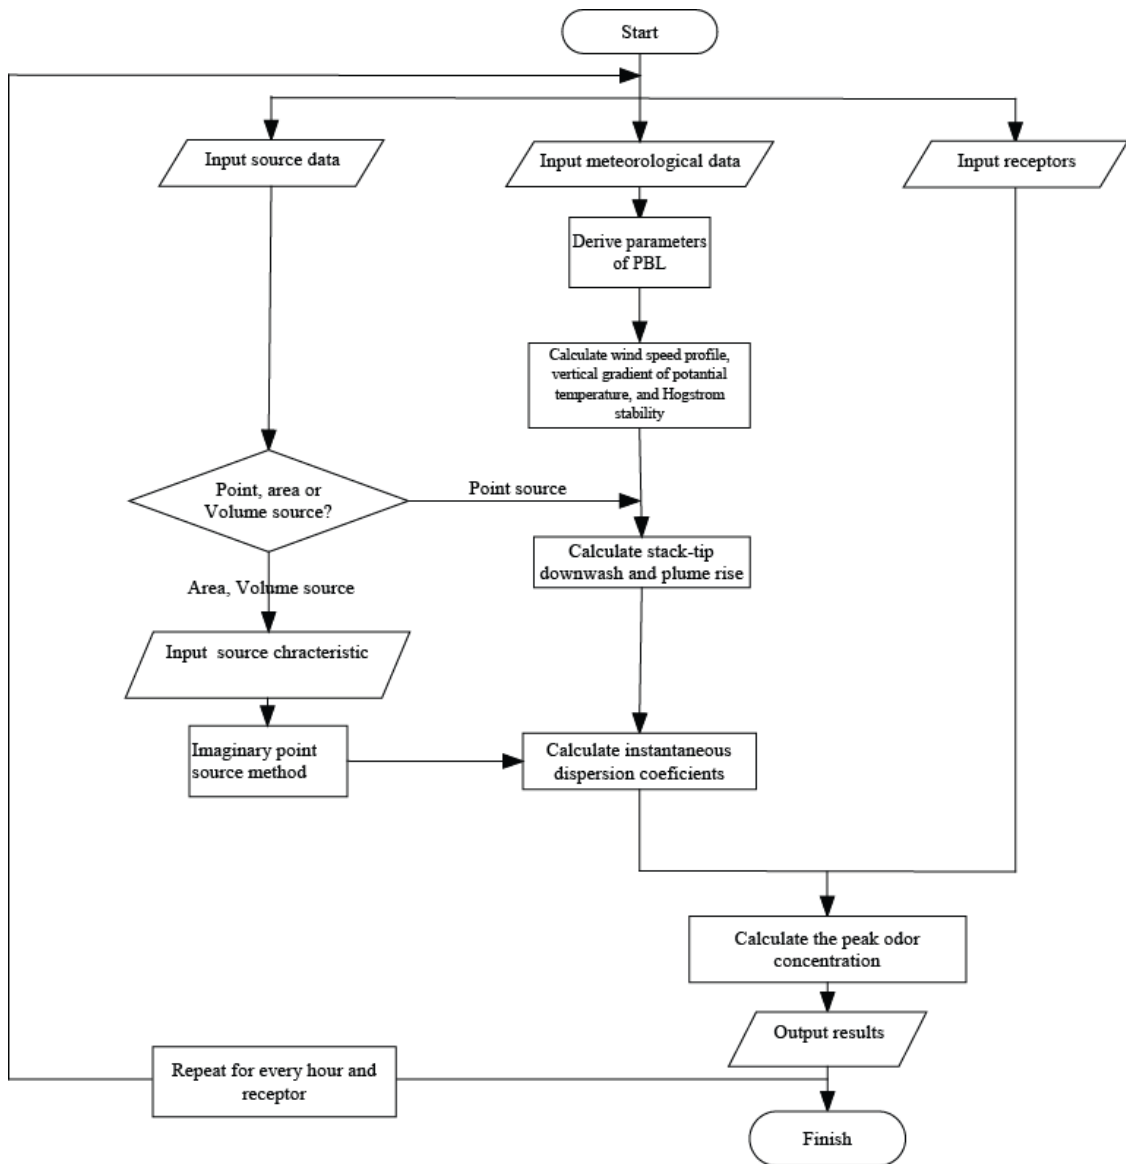 Start
Input source data
Input meteorological data
Input receptors
Derive parameters
of PBL
Calculate wind speed profile,
vertical gradient of potantial
temperature, and Hogstrom
stability
Point, area or
Volume source?
Point source
Calculate stack-tip
downwash and plume rise
Area, Volume source
Input source chracteristic
Imaginary point
source method
Calculate instantaneous
dispersion coeficients
Calculate the peak odor
concentration
Output results
Repeat for every hour and
receptor
Finish